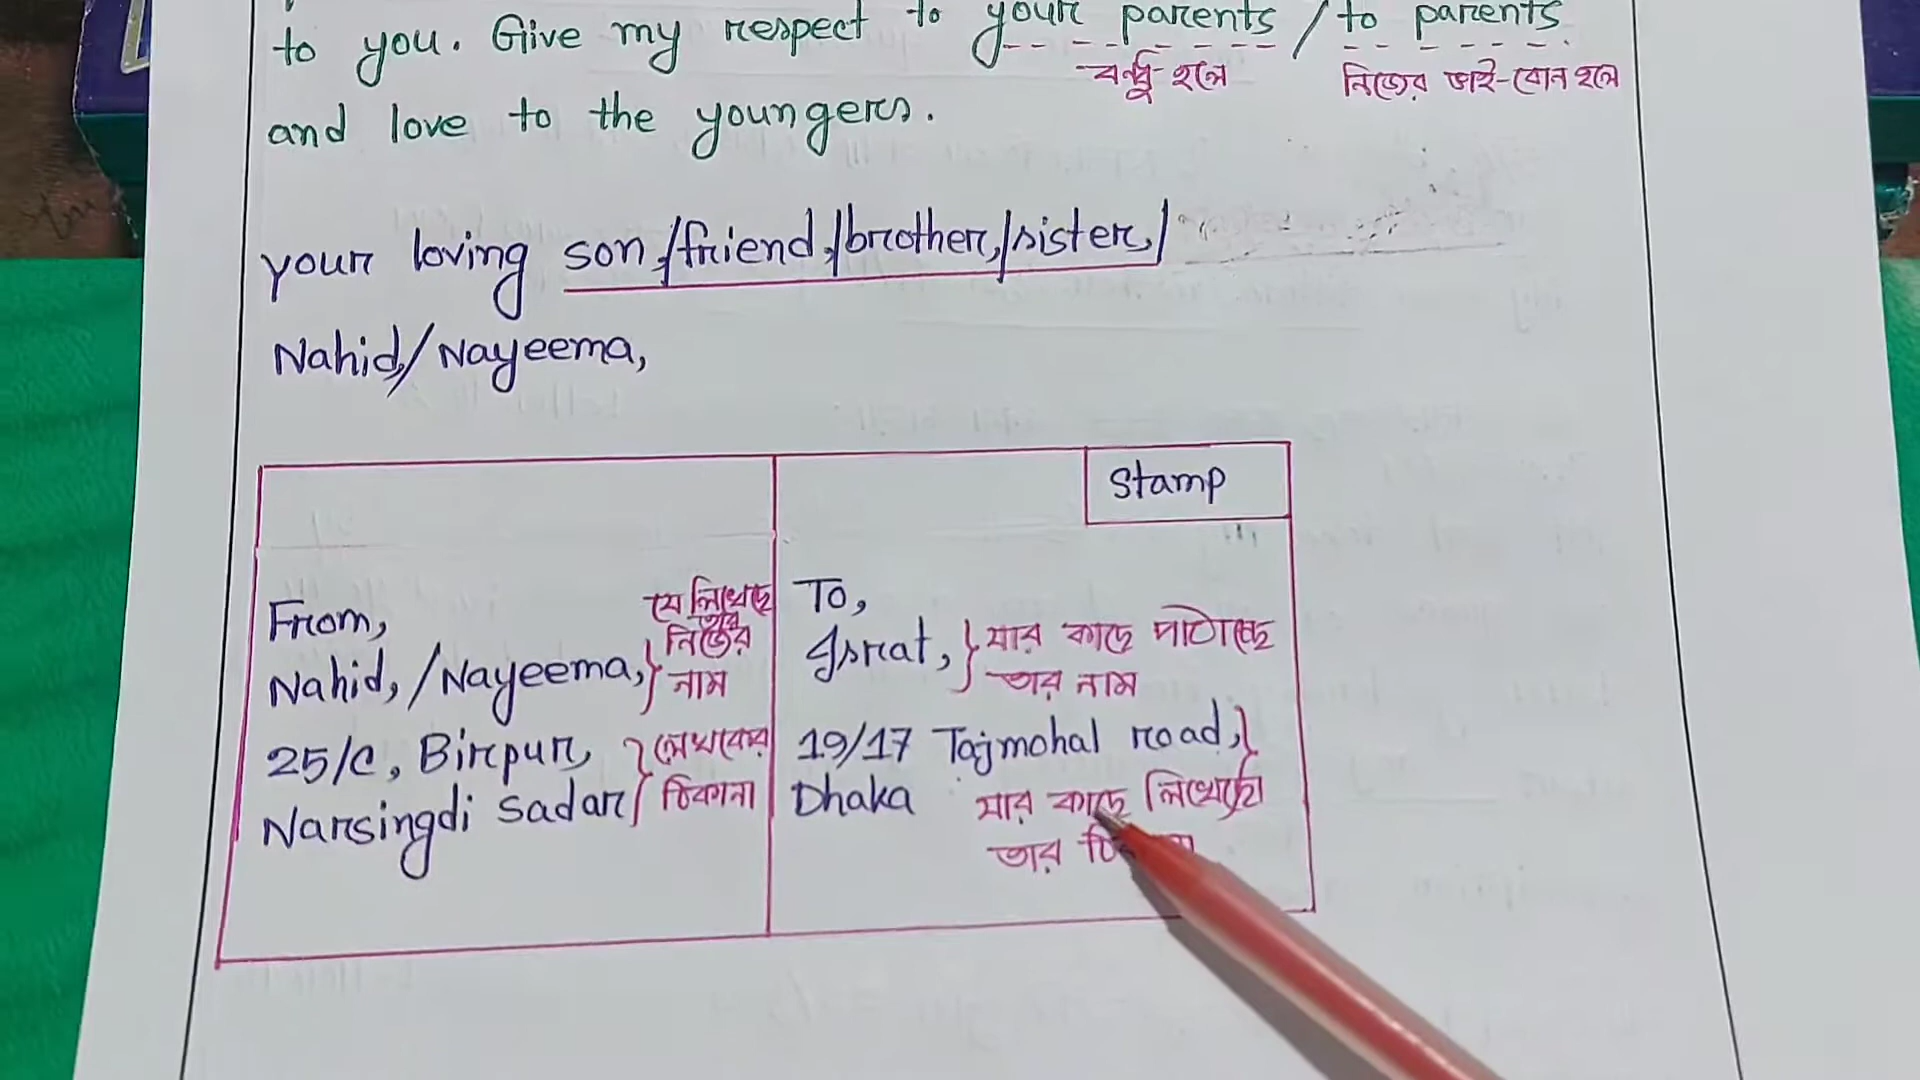 to you. Give my respect to your parents / to parents
বন্ধু হলে
নিজের ভাই-বোন হলে
and love to the youngers.
your loving son,/friend,/brother,/sister,/
Nahid,/Nayeema,
Stamp
From,
যে লিখেছে
তার
নিজের
নাম
Nahid, /Nayeema,
25/C, Birpur,
Narsingdi sadar
লেখকের
ঠিকানা
To,
Israt,
যার কাছে পাঠাচ্ছে
তার নাম
19/17 Tajmohal road,
Dhaka
যার কাছে লিখেছো
তার